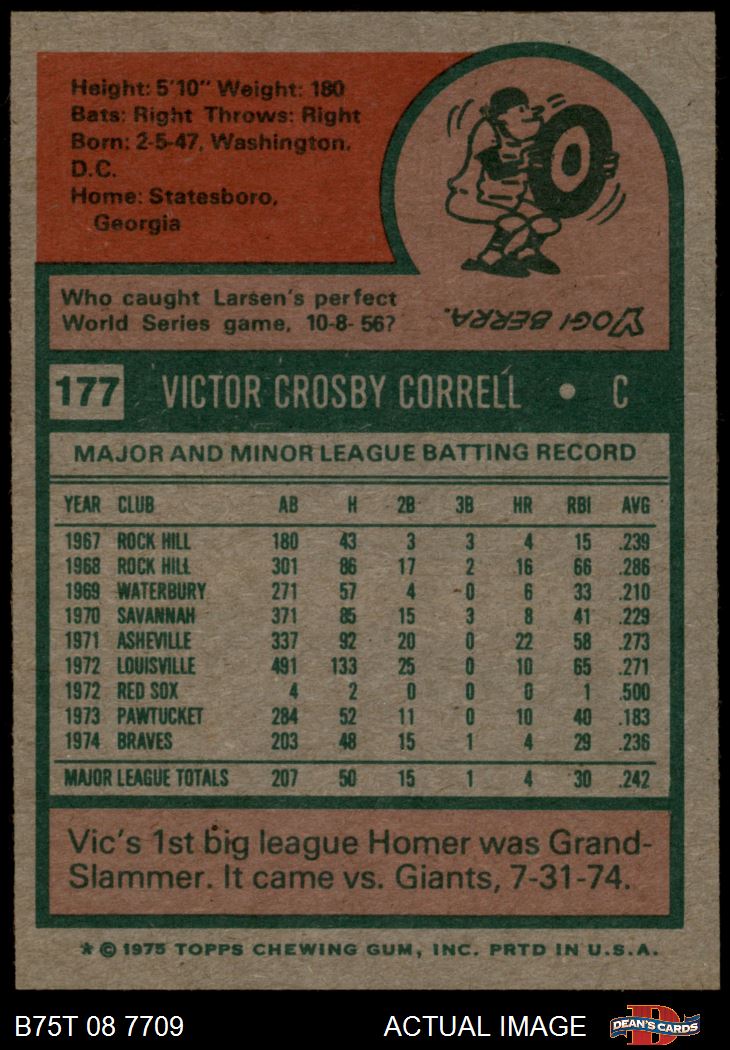 Height: 5'10" Weight: 180
Bats: Right Throws: Right
Born: 2-5-47, Washington,
D.C.
Home: Statesboro,
Georgia
0
Who caught Larsen's perfect
World Series game, 10-8-56?
YOGI BERRA.
177 VICTOR CROSBY CORRELL • C
MAJOR AND MINOR LEAGUE BATTING RECORD
YEAR CLUB AB H 2B 3B HR RBI AVG
1967 ROCK HILL 180 43 3 3 4 15 .239
1968 ROCK HILL 301 86 17 2 16 66 .286
1969 WATERBURY 271 57 4 0 6 33 .210
1970 SAVANNAH 371 85 15 3 8 41 .229
1971 ASHEVILLE 337 92 20 0 22 58 .273
1972 LOUISVILLE 491 133 25 0 10 65 .271
1972 RED SOX 4 2 0 0 0 1 .500
1973 PAWTUCKET 284 52 11 0 10 40 .183
1974 BRAVES 203 48 15 1 4 29 .236
MAJOR LEAGUE TOTALS 207 50 15 1 4 30 .242
Vic's 1st big league Homer was Grand-
Slammer. It came vs. Giants, 7-31-74.
* © 1975 TOPPS CHEWING GUM, INC. PRTD IN U.S.A.
B75T 08 7709 ACTUAL IMAGE D DEAN'S CARDS